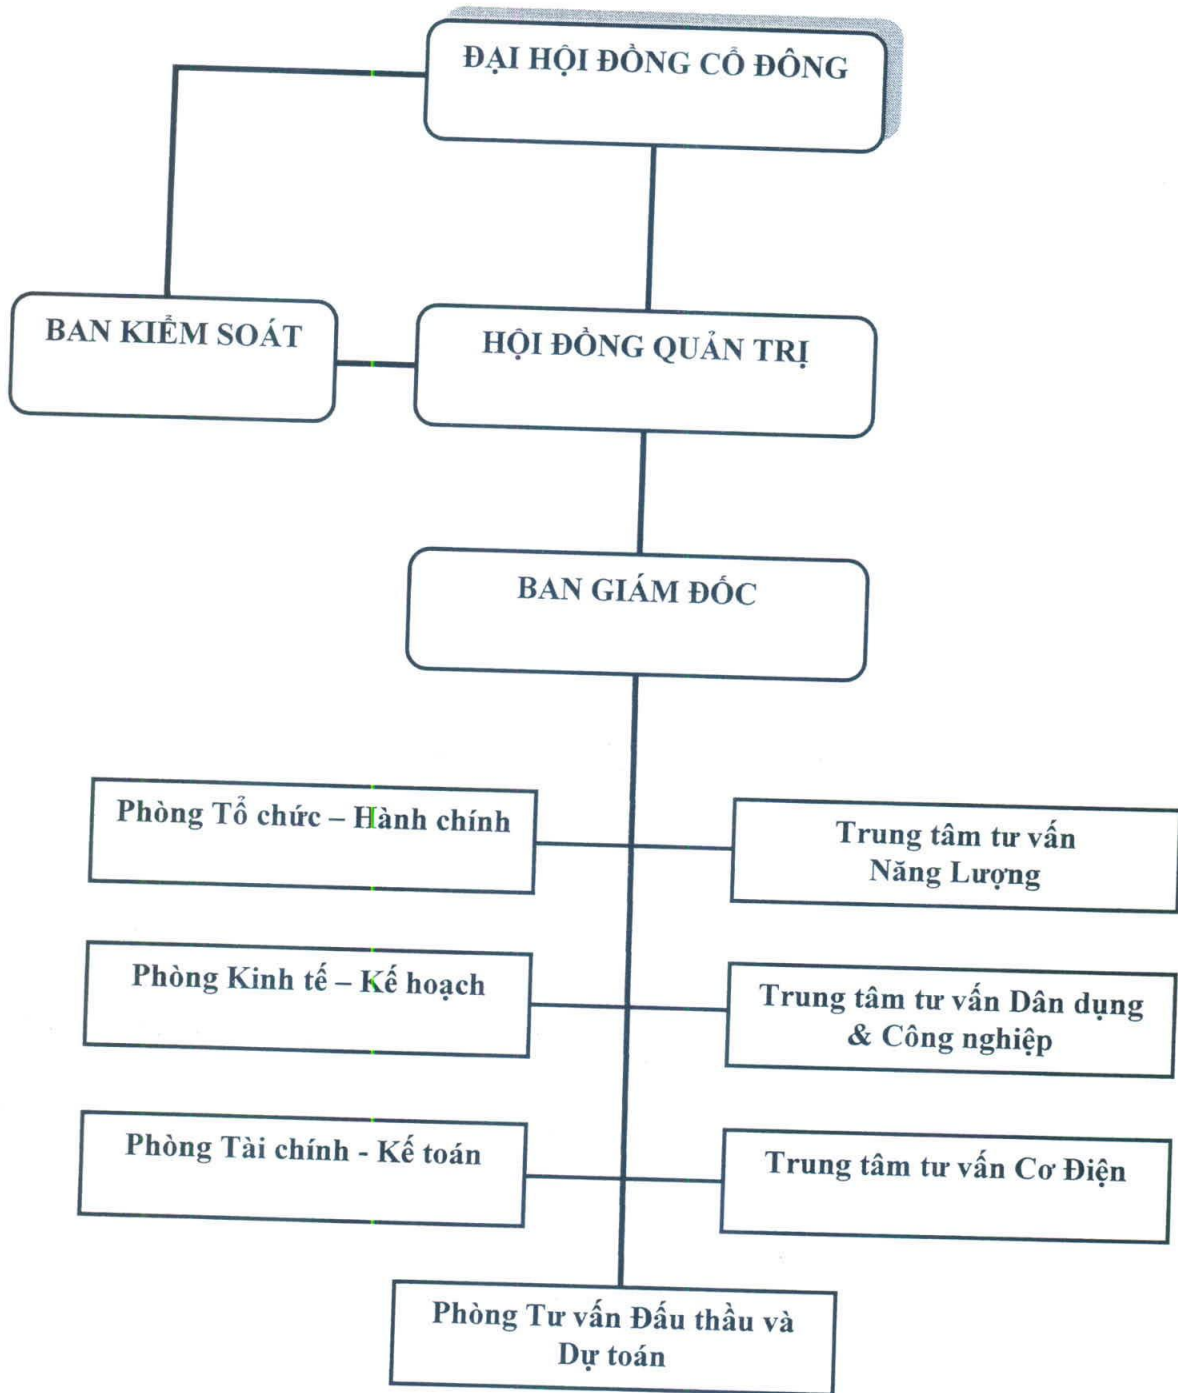 ĐẠI HỘI ĐỒNG CỔ ĐÔNG
BAN KIỂM SOÁT
HỘI ĐỒNG QUẢN TRỊ
BAN GIÁM ĐỐC
Phòng Tổ chức – Hành chính
Trung tâm tư vấn
Năng Lượng
Phòng Kinh tế – Kế hoạch
Trung tâm tư vấn Dân dụng
& Công nghiệp
Phòng Tài chính - Kế toán
Trung tâm tư vấn Cơ Điện
Phòng Tư vấn Đấu thầu và
Dự toán